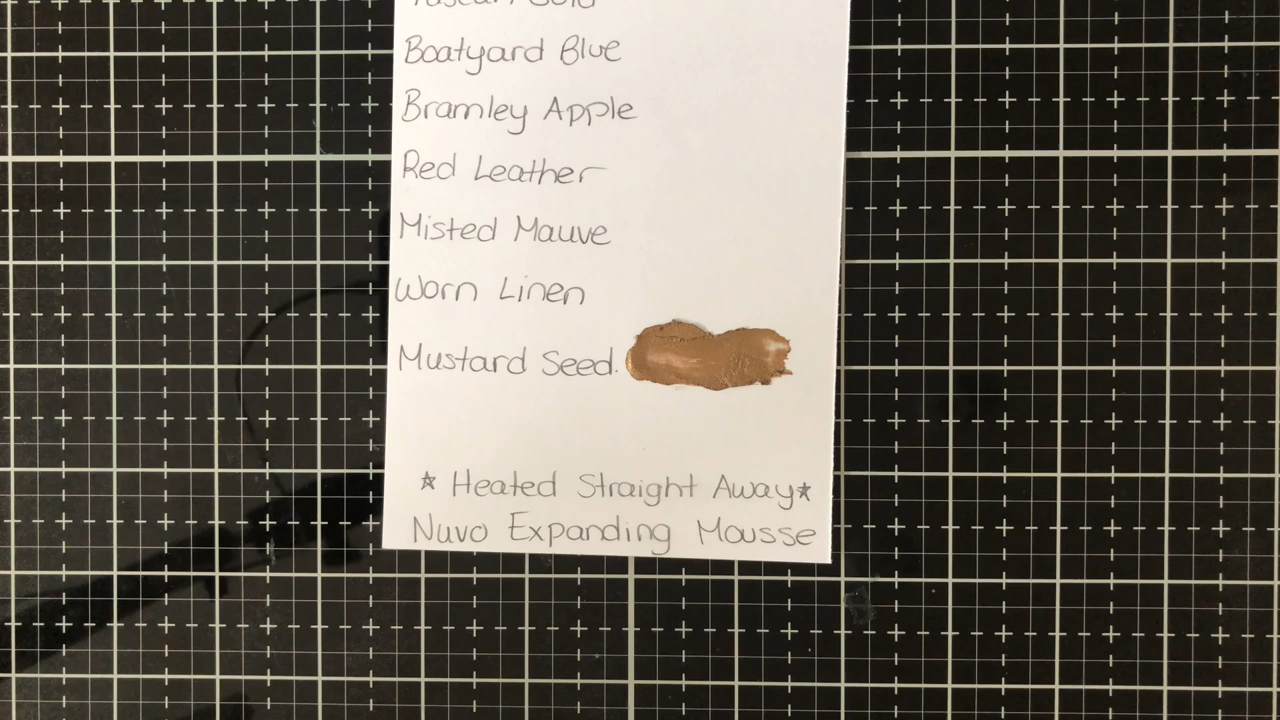 Boatyard Blue
Bramley Apple
Red Leather
Misted Mauve
Worn Linen
Mustard Seed.
* Heated Straight Away*
Nuvo Expanding Mousse